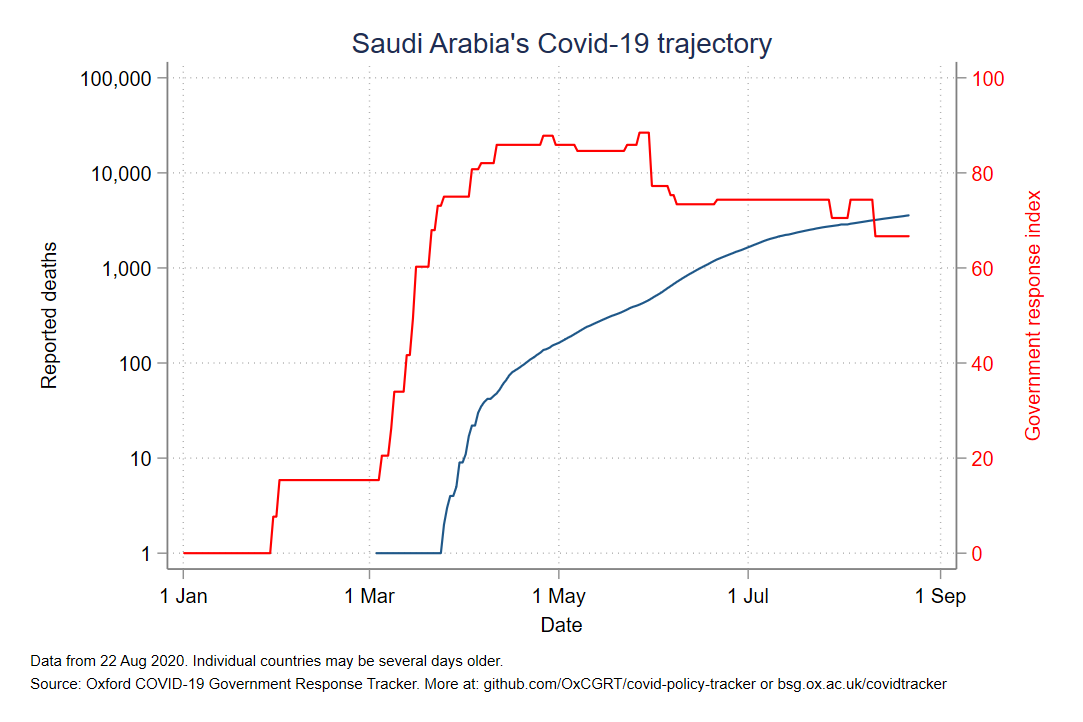 Saudi Arabia's Covid-19 trajectory
100,000
10,000
1,000
100
10
1
Reported deaths
100
80
60
40
20
0
Government response index
1 Jan
1 Mar
1 May
1 Jul
1 Sep
Date
Data from 22 Aug 2020. Individual countries may be several days older.
Source: Oxford COVID-19 Government Response Tracker. More at: github.com/OxCGRT/covid-policy-tracker or bsg.ox.ac.uk/covidtracker